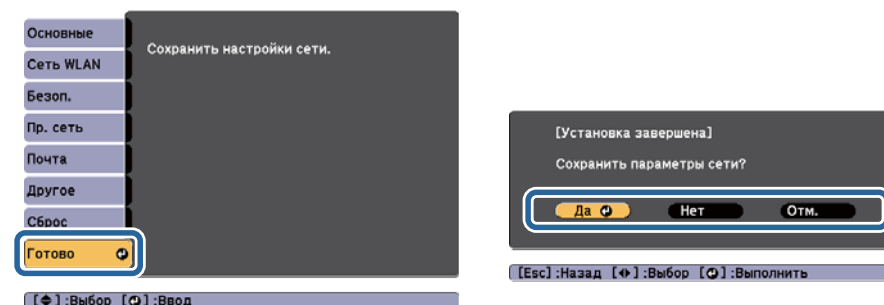 Основные
Сеть WLAN
Безоп.
Пр. сеть
Почта
Другое
Сброс
Готово
Сохранить настройки сети.
[ ]:Выбор [ ]:Ввод
[Установка завершена]
Сохранить параметры сети?
Да Нет Отм.
[Esc]:Назад [ ]:Выбор [ ]:Выполнить